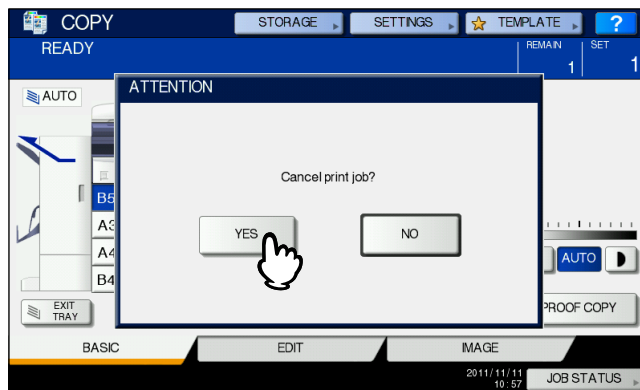 COPY
STORAGE
SETTINGS
TEMPLATE
?
READY
REMAIN
SET
1
1
ATTENTION
AUTO
Cancel print job?
B5
A3
A4
B4
YES
NO
AUTO
EXIT
TRAY
PROOF COPY
BASIC
EDIT
IMAGE
2011/11/11
10:57
JOB STATUS